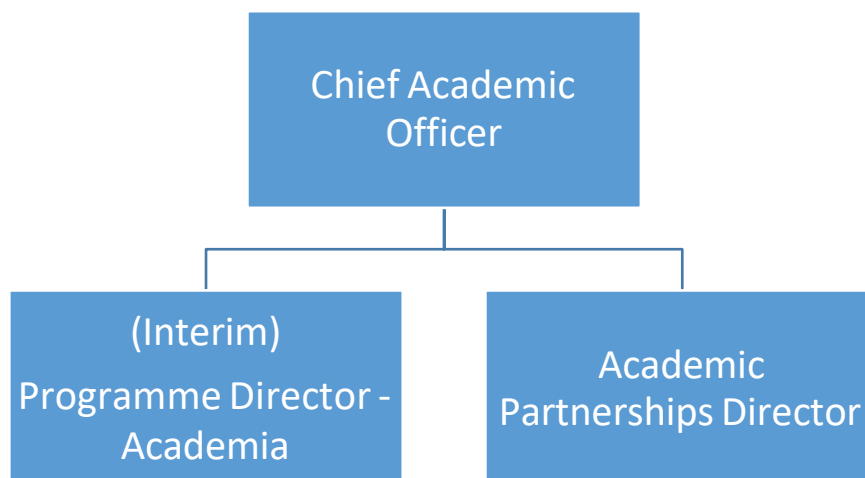 Chief Academic
Officer
(Interim)
Programme Director -
Academia
Academic
Partnerships Director